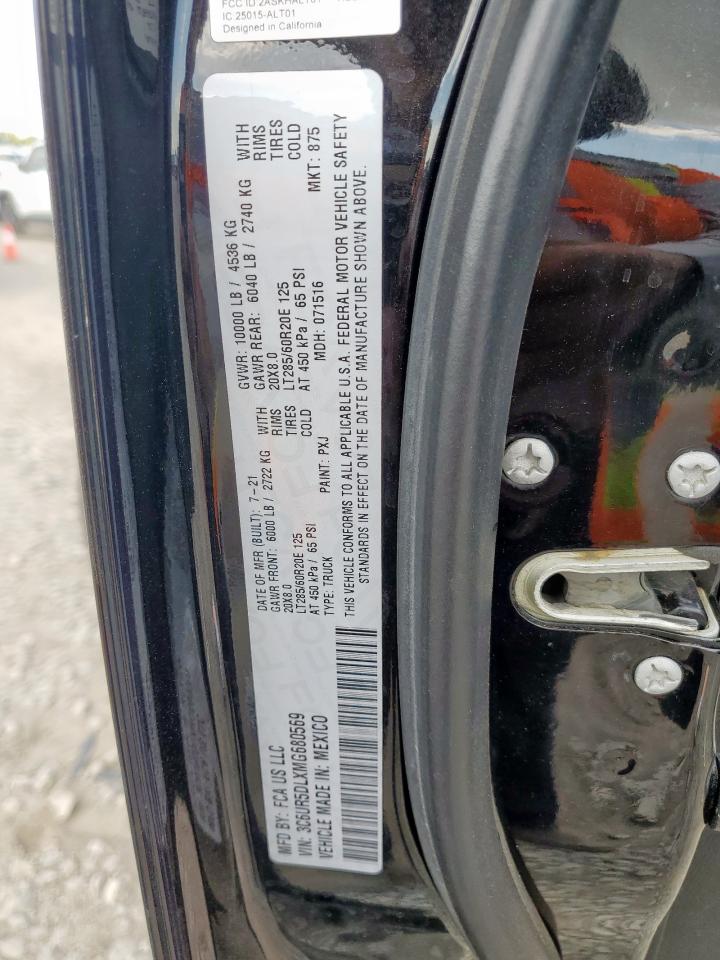 IC: 25015-ALT01
Designed in California
MFD BY: FCA US LLC
VIN: 3C6UR5DLXMG680569
VEHICLE MADE IN: MEXICO
DATE OF MFR (BUILT): 7-21
GAWR FRONT: 6000 LB / 2722 KG WITH
20X8.0 RIMS
LT285/60R20E 125 TIRES
AT 450 kPa / 65 PSI COLD
TYPE: TRUCK PAINT: PXJ
GVWR: 10000 LB / 4536 KG
GAWR REAR: 6040 LB / 2740 KG WITH
20X8.0 RIMS
LT285/60R20E 125 TIRES
AT 450 kPa / 65 PSI COLD
MDH: 071516 MKT: 875
THIS VEHICLE CONFORMS TO ALL APPLICABLE U.S.A. FEDERAL MOTOR VEHICLE SAFETY
STANDARDS IN EFFECT ON THE DATE OF MANUFACTURE SHOWN ABOVE.